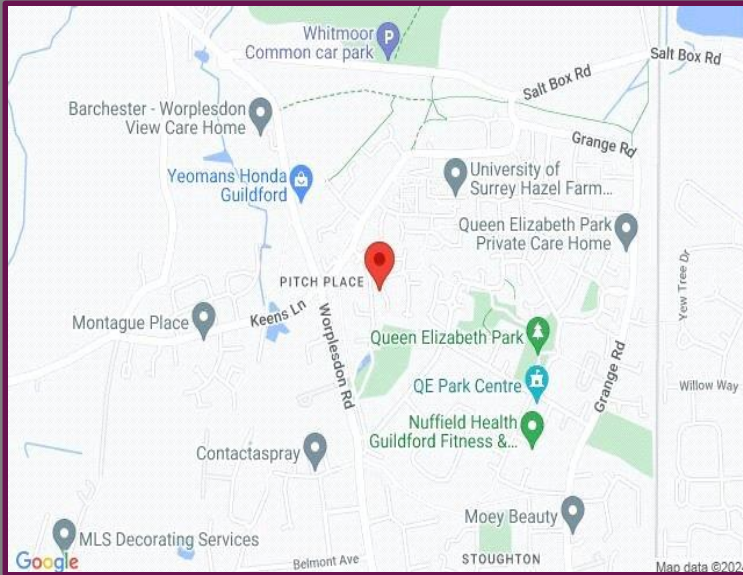 Whitmoor
Common car park
Salt Box Rd
Salt Box Rd
Barchester - Worplesdon
View Care Home
Grange Rd
Yeomans Honda
Guildford
University of
Surrey Hazel Farm...
Queen Elizabeth Park
Private Care Home
Yew Tree Dr
PITCH PLACE
Montague Place
Keens Ln
Worplesdon Rd
Queen Elizabeth Park
QE Park Centre
Grange Rd
Willow Way
Nuffield Health
Guildford Fitness &...
Contactaspray
Moey Beauty
MLS Decorating Services
Google
Belmont Ave
STOUGHTON
Map data ©2024